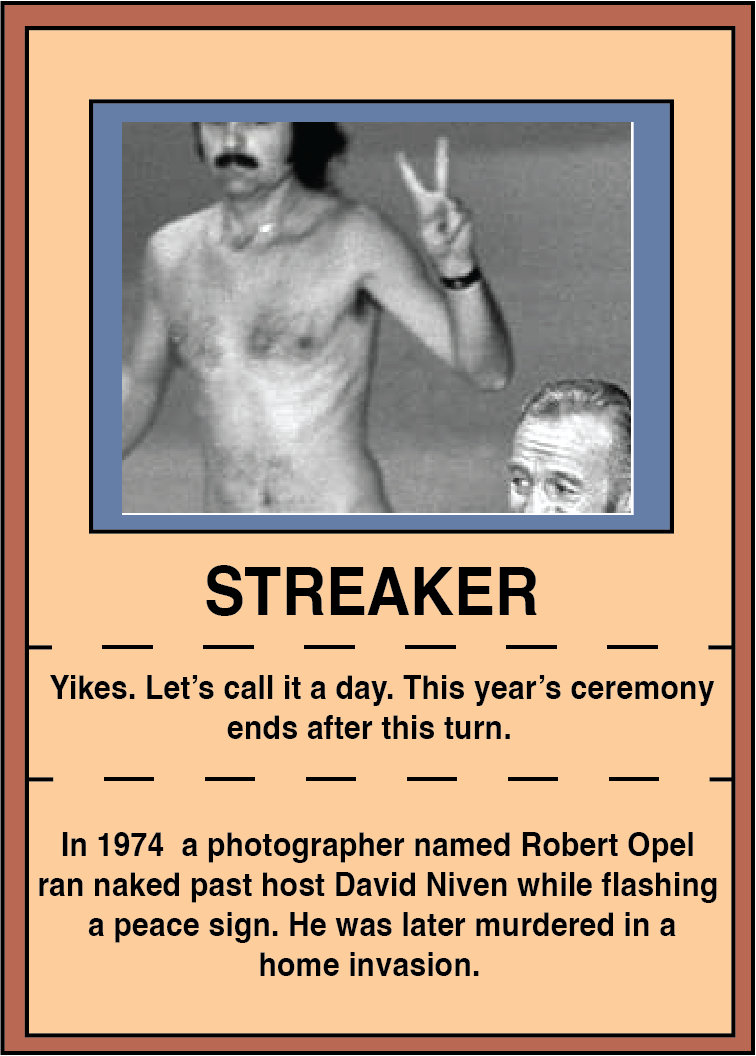 STREAKER
Yikes. Let’s call it a day. This year’s ceremony
ends after this turn.
In 1974  a photographer named Robert Opel
ran naked past host David Niven while flashing
a peace sign. He was later murdered in a
home invasion.